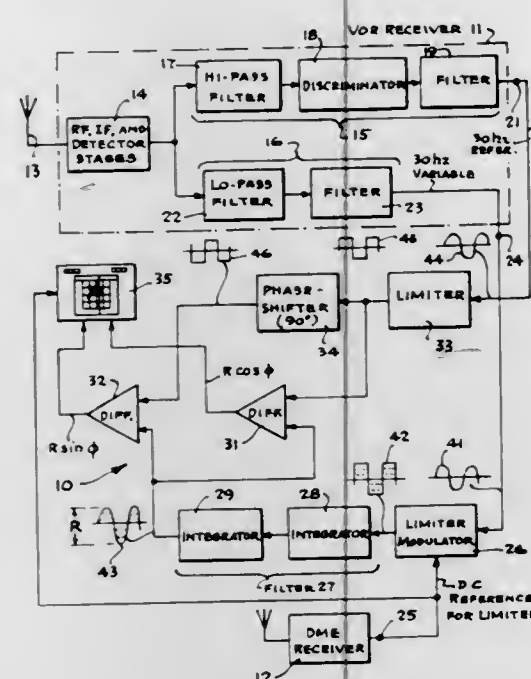 VOR RECEIVER 11
18
19
17
14
HI-PASS
FILTER
DISCRIMINATOR
FILTER
RF, IF, AND
DETECTOR
STAGES
13
15
21
30hz
REFER.
16
30hz
VARIABLE
LO-PASS
FILTER
FILTER
22
23
24
46
46
44
35
PHASE-
SHIFTER
(90°)
LIMITER
34
33
R cos φ
32
DIFF.
DIFF.
31
R sin φ
10
42
41
29
28
R
INTEGRATOR
INTEGRATOR
LIMITER
MODULATOR
43
26
FILTER 27
DC
REFERENCE
FOR LIMITER
DME
RECEIVER
25
12